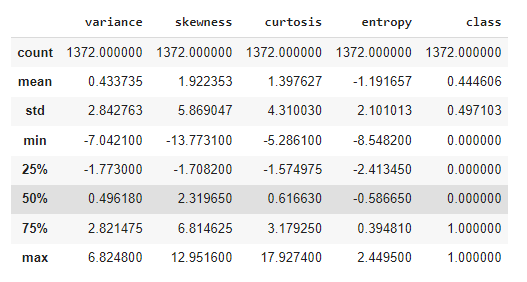 variance skewness curtosis entropy class
count 1372.000000 1372.000000 1372.000000 1372.000000 1372.000000
mean 0.433735 1.922353 1.397627 -1.191657 0.444606
std 2.842763 5.869047 4.310030 2.101013 0.497103
min -7.042100 -13.773100 -5.286100 -8.548200 0.000000
25% -1.773000 -1.708200 -1.574975 -2.413450 0.000000
50% 0.496180 2.319650 0.616630 -0.586650 0.000000
75% 2.821475 6.814625 3.179250 0.394810 1.000000
max 6.824800 12.951600 17.927400 2.449500 1.000000